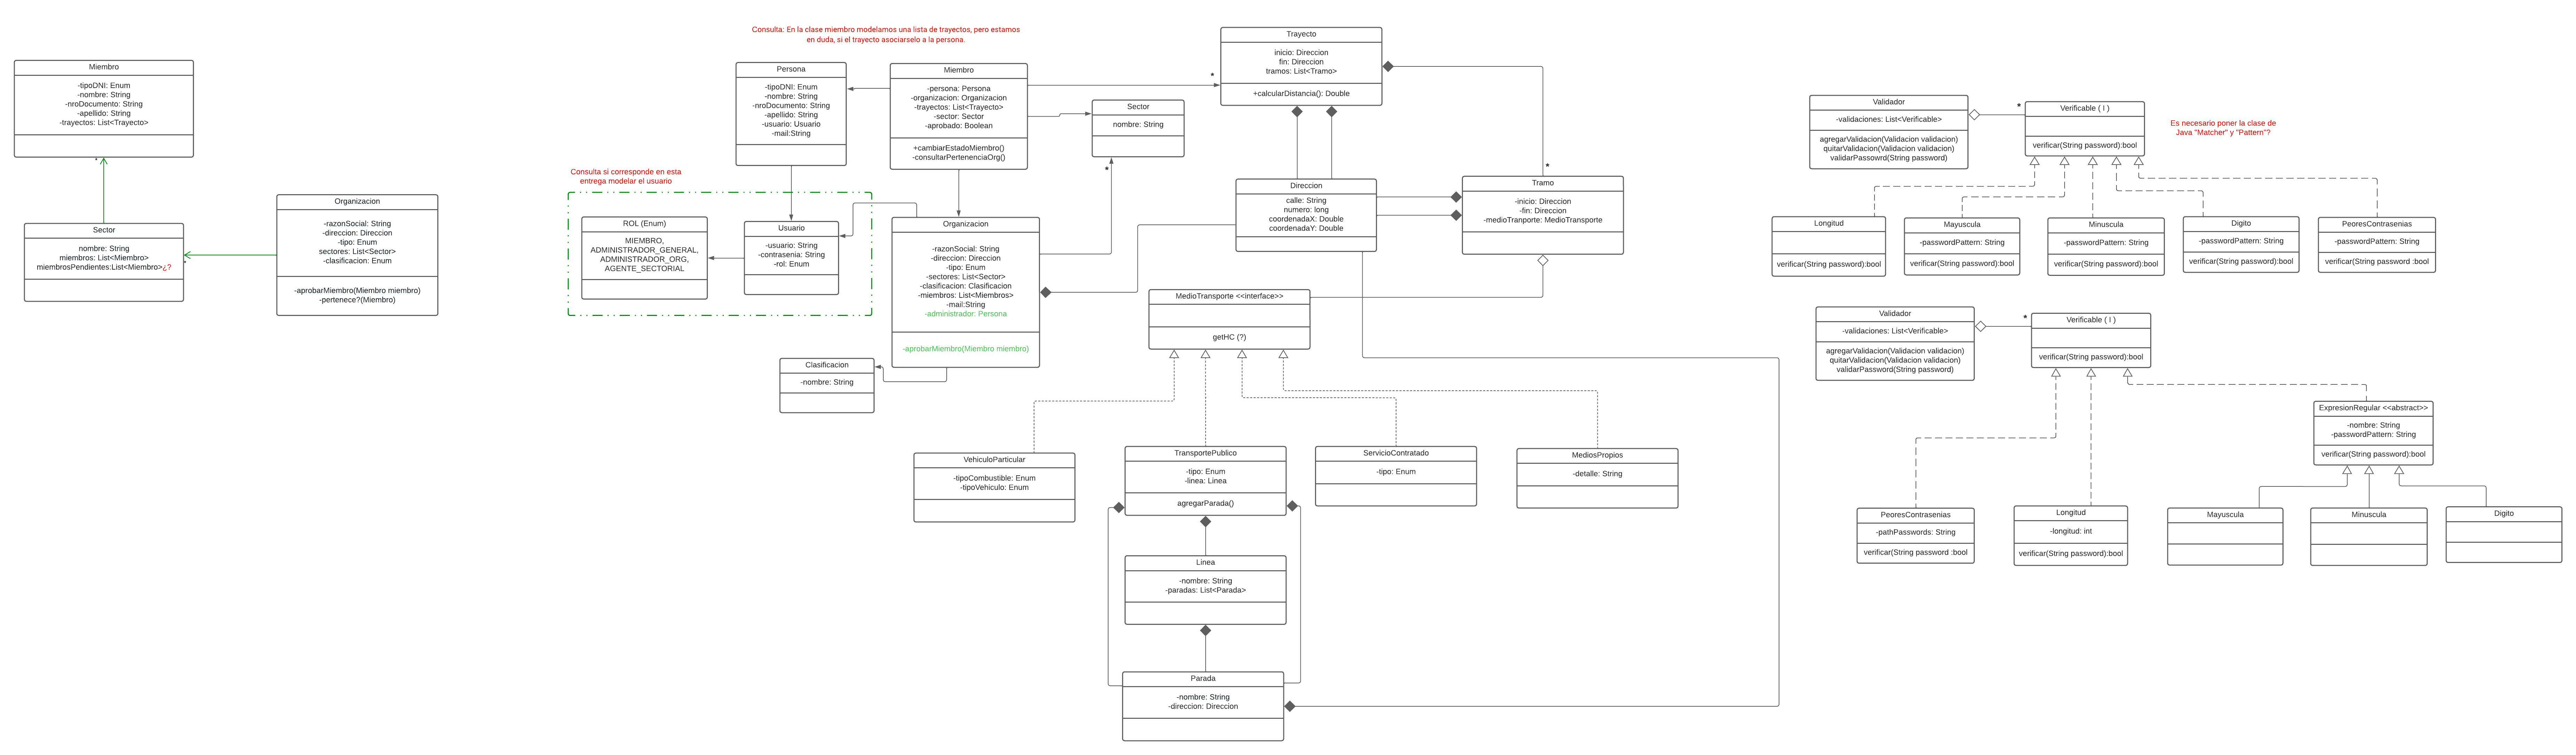 Consulta: En la clase miembro modelamos una lista de trayectos, pero estamos
en duda, si el trayecto asociarselo a la persona.
Miembro
-tipoDNI: Enum
-nombre: String
-nroDocumento: String
-apellido: String
-trayectos: List<Trayecto>
*
Sector
nombre: String
miembros: List<Miembro>
miembrosPendientes:List<Miembro>¿?
*
Organizacion
-razonSocial: String
-direccion: Direccion
-tipo: Enum
sectores: List<Sector>
-clasificacion: Enum
-aprobarMiembro(Miembro miembro)
-pertenece?(Miembro)
Persona
-tipoDNI: Enum
-nombre: String
-nroDocumento: String
-apellido: String
-usuario: Usuario
-mail:String
Miembro
-persona: Persona
-organizacion: Organizacion
-trayectos: List<Trayecto>
-sector: Sector
-aprobado: Boolean
+cambiarEstadoMiembro()
-consultarPertenenciaOrg()
*
Sector
nombre: String
*
Trayecto
inicio: Direccion
fin: Direccion
tramos: List<Tramo>
+calcularDistancia(): Double
Consulta si corresponde en esta
entrega modelar el usuario
ROL (Enum)
MIEMBRO,
ADMINISTRADOR_GENERAL,
ADMINISTRADOR_ORG,
AGENTE_SECTORIAL
Usuario
-usuario: String
-contrasenia: String
-rol: Enum
Organizacion
-razonSocial: String
-direccion: Direccion
-tipo: Enum
-sectores: List<Sector>
-clasificacion: Clasificacion
-miembros: List<Miembros>
-mail:String
-administrador: Persona
-aprobarMiembro(Miembro miembro)
Clasificacion
-nombre: String
Direccion
calle: String
numero: long
coordenadaX: Double
coordenadaY: Double
*
Tramo
-inicio: Direccion
-fin: Direccion
-medioTranporte: MedioTransporte
MedioTransporte <<interface>>
getHC (?)
VehiculoParticular
-tipoCombustible: Enum
-tipoVehiculo: Enum
TransportePublico
-tipo: Enum
-linea: Linea
agregarParada()
ServicioContratado
-tipo: Enum
MediosPropios
-detalle: String
Linea
-nombre: String
-paradas: List<Parada>
Parada
-nombre: String
-direccion: Direccion
Validador
-validaciones: List<Verificable>
agregarValidacion(Validacion validacion)
quitarValidacion(Validacion validacion)
validarPassowrd(String password)
*
Verificable ( I )
verificar(String password):bool
Es necesario poner la clase de
Java "Matcher" y "Pattern"?
Longitud
verificar(String password):bool
Mayuscula
-passwordPattern: String
verificar(String password):bool
Minuscula
-passwordPattern: String
verificar(String password):bool
Digito
-passwordPattern: String
verificar(String password):bool
PeoresContrasenias
-passwordPattern: String
verificar(String password :bool
Validador
-validaciones: List<Verificable>
agregarValidacion(Validacion validacion)
quitarValidacion(Validacion validacion)
validarPassword(String password)
*
Verificable ( I )
verificar(String password):bool
ExpresionRegular <<abstract>>
-nombre: String
-passwordPattern: String
verificar(String password):bool
PeoresContrasenias
-pathPasswords: String
verificar(String password :bool
Longitud
-longitud: int
verificar(String password):bool
Mayuscula
Minuscula
Digito